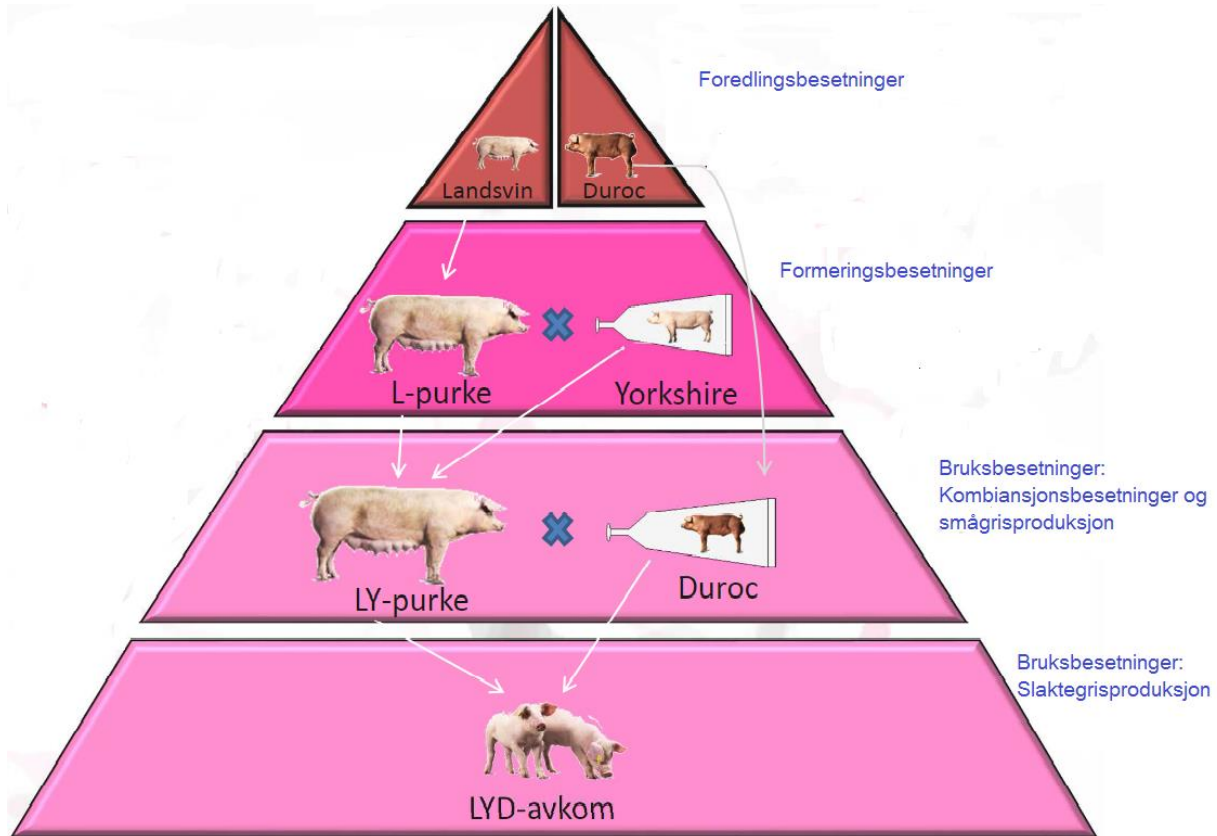 Foredlingsbesetninger
Landsvin
Duroc
Formeringsbesetninger
L-purke
Yorkshire
Bruksbesetninger:
Kombiansjonsbesetninger og
smågrisproduksjon
LY-purke
Duroc
Bruksbesetninger:
Slaktegrisproduksjon
LYD-avkom